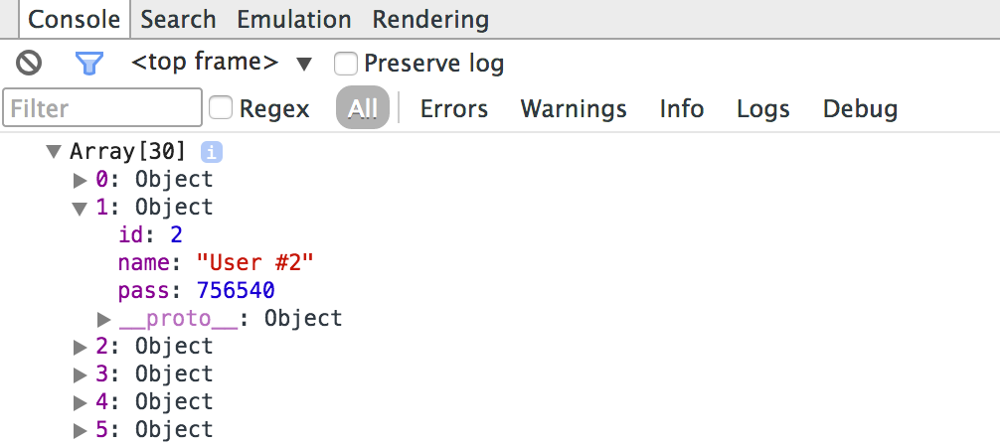 Console Search Emulation Rendering
<top frame> Preserve log
Filter Regex All Errors Warnings Info Logs Debug
Array[30] i
0: Object
1: Object
id: 2
name: "User #2"
pass: 756540
__proto__: Object
2: Object
3: Object
4: Object
5: Object